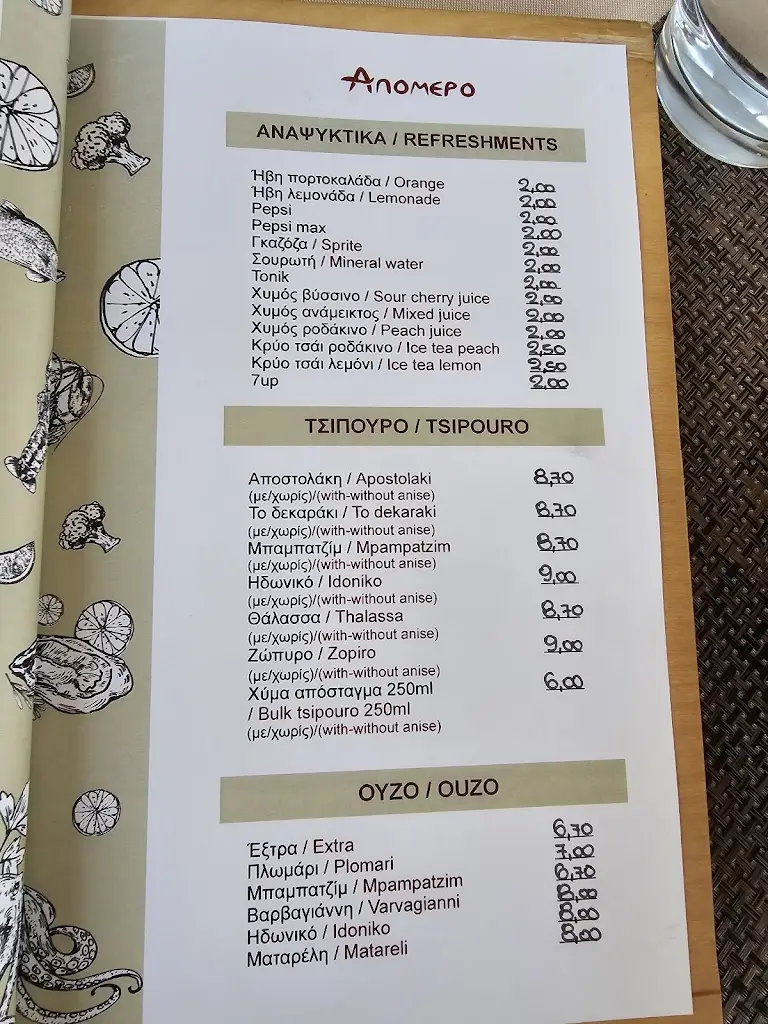 Απομερο
ΑΝΑΨΥΚΤΙΚΑ / REFRESHMENTS
Ήβη πορτοκαλάδα / Orange 2,00
Ήβη λεμονάδα / Lemonade 2,00
Pepsi 2,00
Pepsi max 2,00
Γκαζόζα / Sprite 2,00
Σουρωτή / Mineral water 2,00
Tonik 2,00
Χυμός βύσσινο / Sour cherry juice 2,00
Χυμός ανάμεικτος / Mixed juice 2,00
Χυμός ροδάκινο / Peach juice 2,00
Κρύο τσάι ροδάκινο / Ice tea peach 2,50
Κρύο τσάι λεμόνι / Ice tea lemon 2,50
7up 2,00
ΤΣΙΠΟΥΡΟ / TSIPOURO
Αποστολάκη / Apostolaki 8,70
(με/χωρίς)/(with-without anise)
Το δεκαράκι / To dekaraki 8,70
(με/χωρίς)/(with-without anise)
Μπαμπατζίμ / Mpampatzim 8,70
(με/χωρίς)/(with-without anise)
Ηδωνικό / Idoniko 9,00
(με/χωρίς)/(with-without anise)
Θάλασσα / Thalassa 8,70
(με/χωρίς)/(with-without anise)
Ζώπυρο / Zopiro 9,00
(με/χωρίς)/(with-without anise)
Χύμα απόσταγμα 250ml 6,00
/ Bulk tsipouro 250ml
(με/χωρίς)/(with-without anise)
ΟΥΖΟ / OUZO
Έξτρα / Extra 6,70
Πλωμάρι / Plomari 7,00
Μπαμπατζίμ / Mpampatzim 6,70
Βαρβαγιάννη / Varvagianni 8,00
Ηδωνικό / Idoniko 8,00
Ματαρέλη / Matareli 8,00